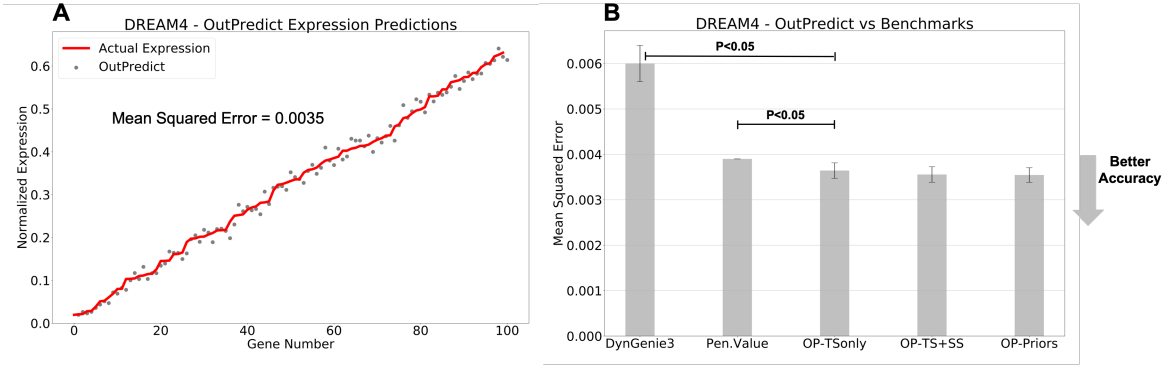 A
DREAM4 - OutPredict Expression Predictions
Actual Expression
OutPredict
Mean Squared Error = 0.0035
Normalized Expression
0.6
0.5
0.4
0.3
0.2
0.1
0.0
0 20 40 60 80 100
Gene Number
B
DREAM4 - OutPredict vs Benchmarks
P<0.05
P<0.05
Mean Squared Error
0.006
0.005
0.004
0.003
0.002
0.001
0.000
DynGenie3 Pen.Value OP-TSonly OP-TS+SS OP-Priors
Better
Accuracy